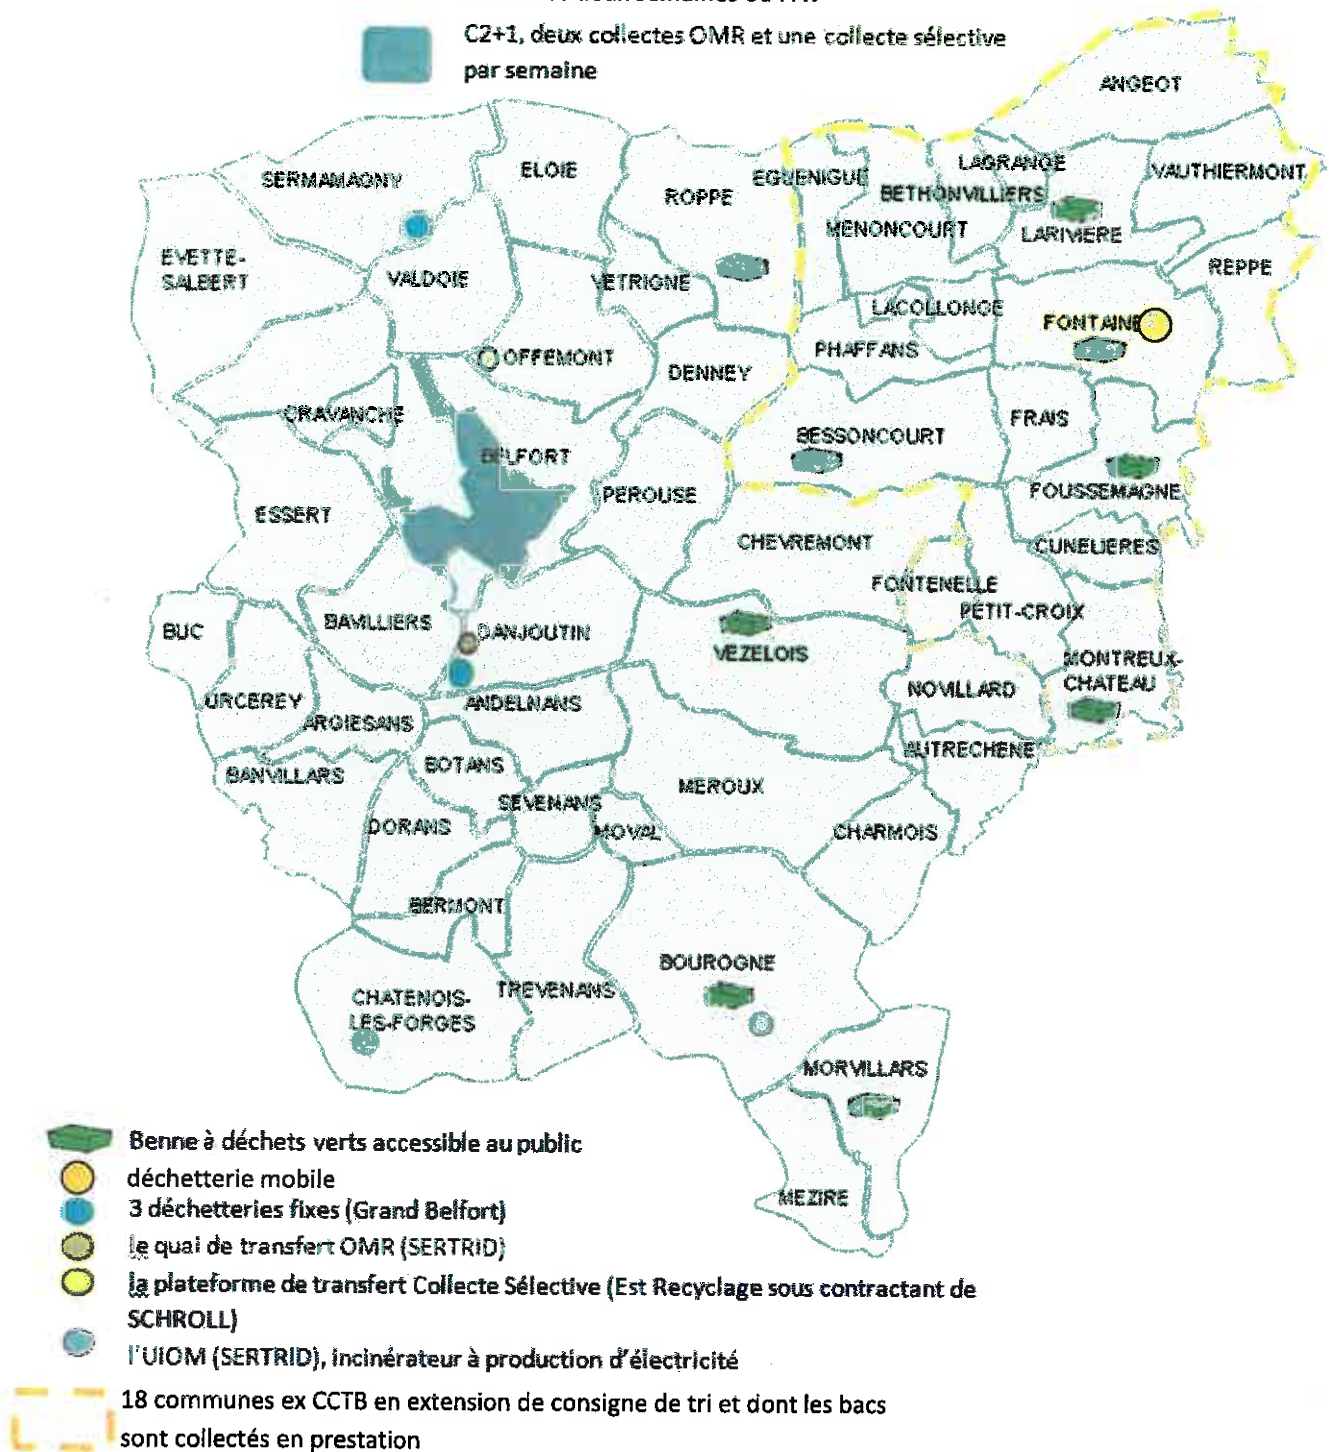 C2+1, deux collectes OMR et une collecte sélective
par semaine
ANGEOT
SERMAMAGNY
ELOIE
ROPPE
EGUENIGUE
LAGRANGE
VAUTHIERMONT
BETHONVILLIERS
MENONCOURT
LARIVIERE
EVETTE-
SALBERT
VALDOIE
VETRIGNE
REPPE
LACOLLONGE
FONTAINE
OFFEMONT
DENNEY
PHAFFANS
CRAVANCHE
BELFORT
BESSONCOURT
FRAIS
PEROUSE
FOUSSEMAGNE
ESSERT
CHEVREMONT
CUNELIERES
FONTENELLE
PETIT-CROIX
BUC
BAVILLIERS
DANJOUTIN
VEZELOIS
MONTREUX-
CHATEAU
URCEREY
ARGIESANS
ANDELNANS
NOVILLARD
AUTRECHENE
BANVILLARS
BOTANS
MEROUX
SEVENANS
DORANS
MOVAL
CHARMOIS
BERMONT
BOUROGNE
CHATENOIS-
LES-FORGES
TREVENANS
MORVILLARS
MEZIRE
Benne à déchets verts accessible au public
déchetterie mobile
3 déchetteries fixes (Grand Belfort)
le quai de transfert OMR (SERTRID)
la plateforme de transfert Collecte Sélective (Est Recyclage sous contractant de
SCHROLL)
l'UIOM (SERTRID), incinérateur à production d'électricité
18 communes ex CCTB en extension de consigne de tri et dont les bacs
sont collectés en prestation